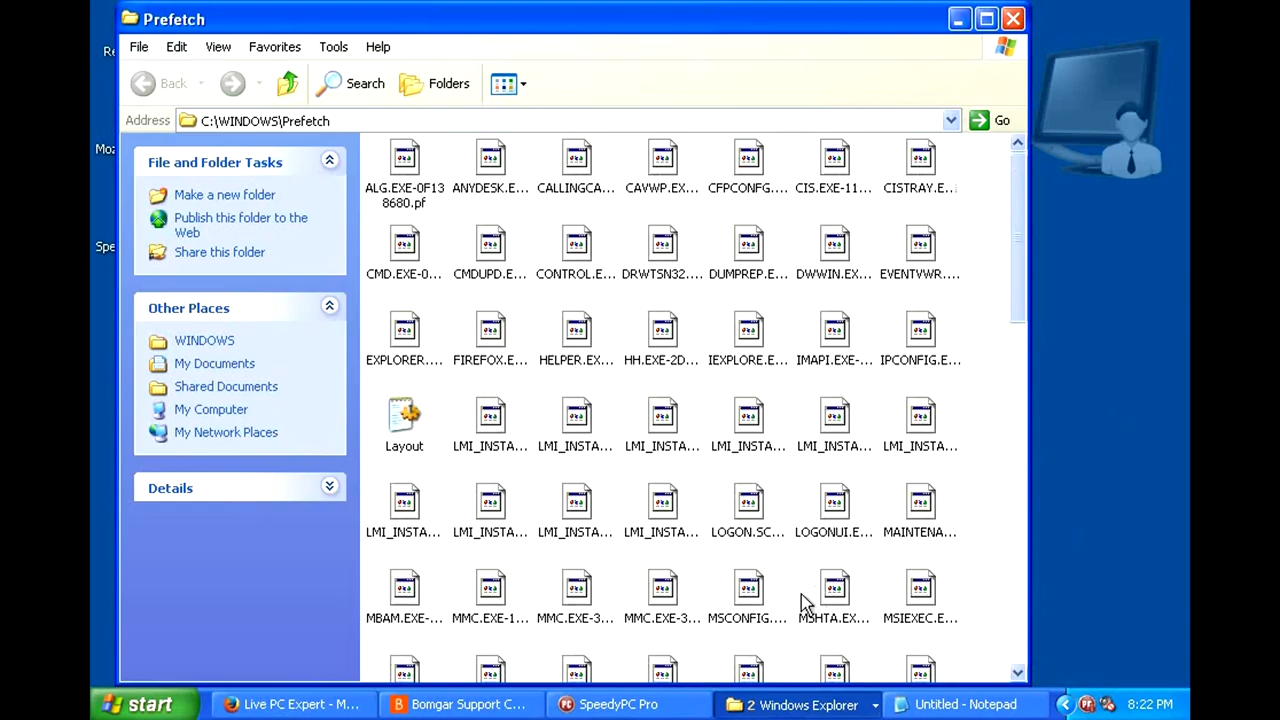 Prefetch
File Edit View Favorites Tools Help
Back Search Folders
Address C:\WINDOWS\Prefetch Go
File and Folder Tasks
Make a new folder
Publish this folder to the
Web
Share this folder
Other Places
WINDOWS
My Documents
Shared Documents
My Computer
My Network Places
Details
ALG.EXE-0F13
8680.pf
ANYDESK.E... CALLINGCA... CAVWP.EX... CFPCONFG.... CIS.EXE-11... CISTRAY.E...
CMD.EXE-0... CMDUPD.E... CONTROL.E... DRWTSN32.... DUMPREP.E... DWWIN.EX... EVENTVWR....
EXPLORER.... FIREFOX.E... HELPER.EX... HH.EXE-2D... IEXPLORE.E... IMAPI.EXE-... IPCONFIG.E...
Layout LMI_INSTA... LMI_INSTA... LMI_INSTA... LMI_INSTA... LMI_INSTA... LMI_INSTA...
LMI_INSTA... LMI_INSTA... LMI_INSTA... LMI_INSTA... LOGON.SC... LOGONUI.E... MAINTENA...
MBAM.EXE-... MMC.EXE-1... MMC.EXE-3... MMC.EXE-3... MSCONFIG.... MSHTA.EX... MSIEXEC.E...
Re
Moz
Spe
start Live PC Expert - M... Bomgar Support C... SpeedyPC Pro 2 Windows Explorer Untitled - Notepad 8:22 PM